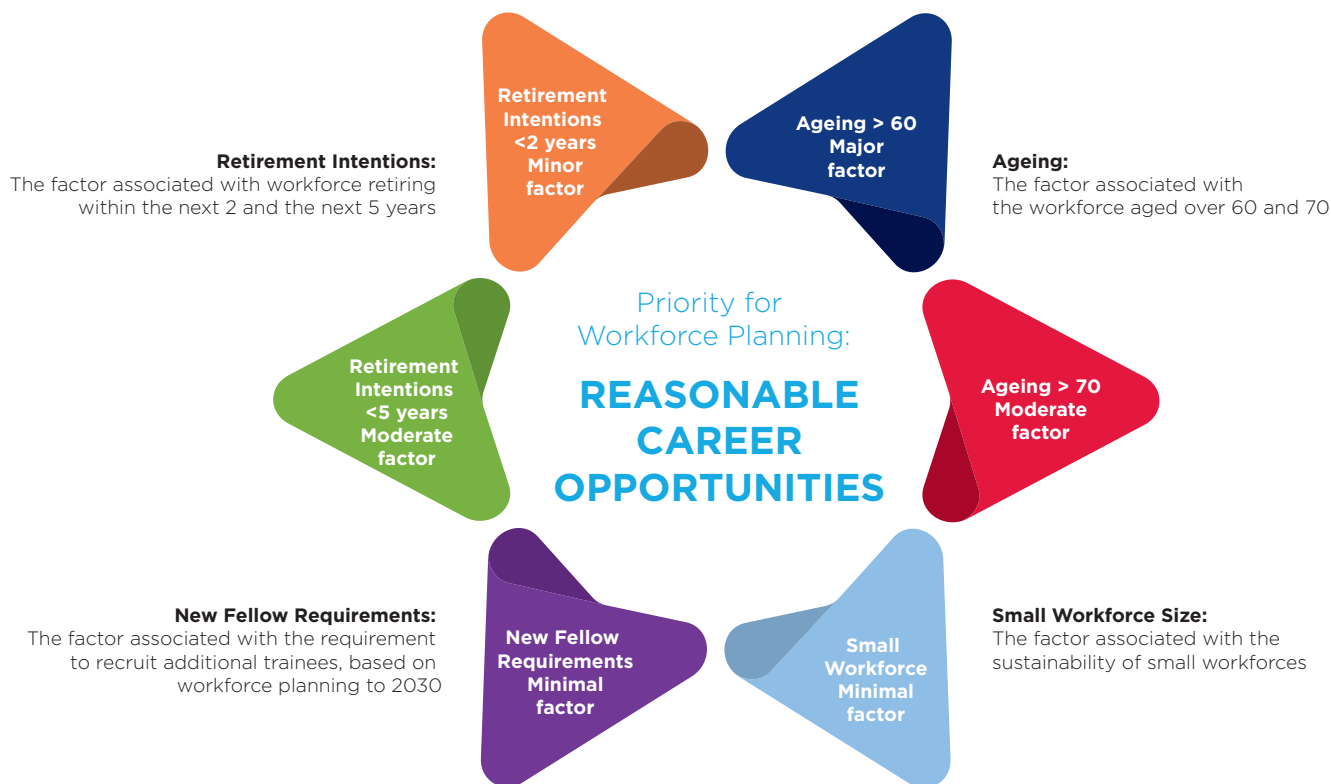 Retirement
Intentions
<2 years
Minor
factor
Ageing > 60
Major
factor
Retirement Intentions:
The factor associated with workforce retiring
within the next 2 and the next 5 years
Ageing:
The factor associated with
the workforce aged over 60 and 70
Priority for
Workforce Planning:
REASONABLE
CAREER
OPPORTUNITIES
Retirement
Intentions
<5 years
Moderate
factor
Ageing > 70
Moderate
factor
New Fellow Requirements:
The factor associated with the requirement
to recruit additional trainees, based on
workforce planning to 2030
New Fellow
Requirements
Minimal
factor
Small
Workforce
Minimal
factor
Small Workforce Size:
The factor associated with the
sustainability of small workforces